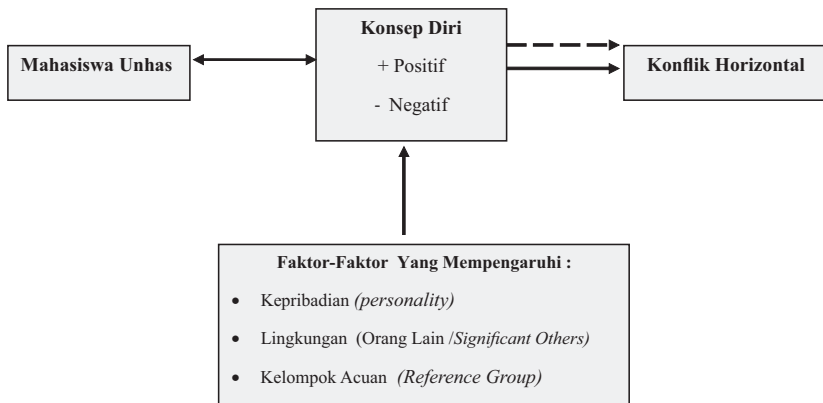 Konsep Diri
Mahasiswa Unhas
+ Positif
- Negatif
Konflik Horizontal
Faktor-Faktor Yang Mempengaruhi :
• Kepribadian (personality)
• Lingkungan (Orang Lain /Significant Others)
• Kelompok Acuan (Reference Group)